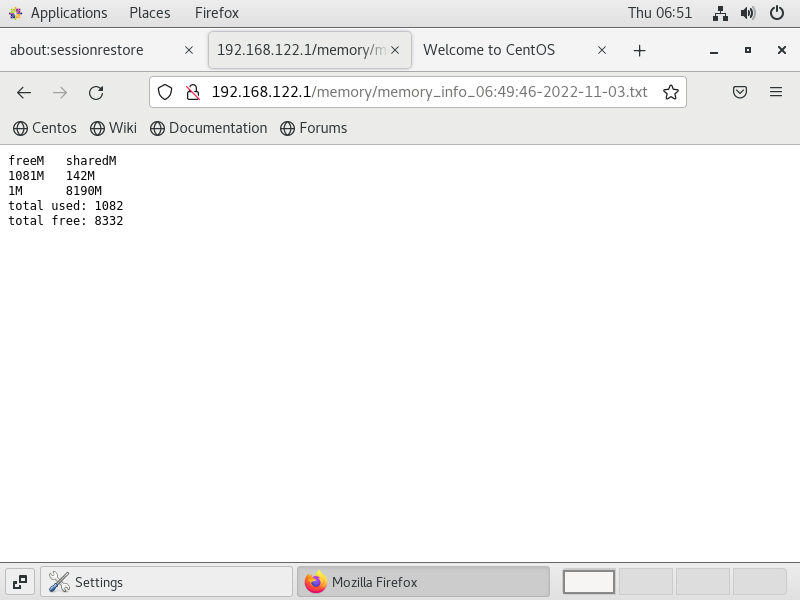 Applications Places Firefox Thu 06:51
about:sessionrestore 192.168.122.1/memory/m Welcome to CentOS
192.168.122.1/memory/memory_info_06:49:46-2022-11-03.txt
Centos Wiki Documentation Forums
freeM sharedM
1081M 142M
1M 8190M
total used: 1082
total free: 8332
Settings Mozilla Firefox